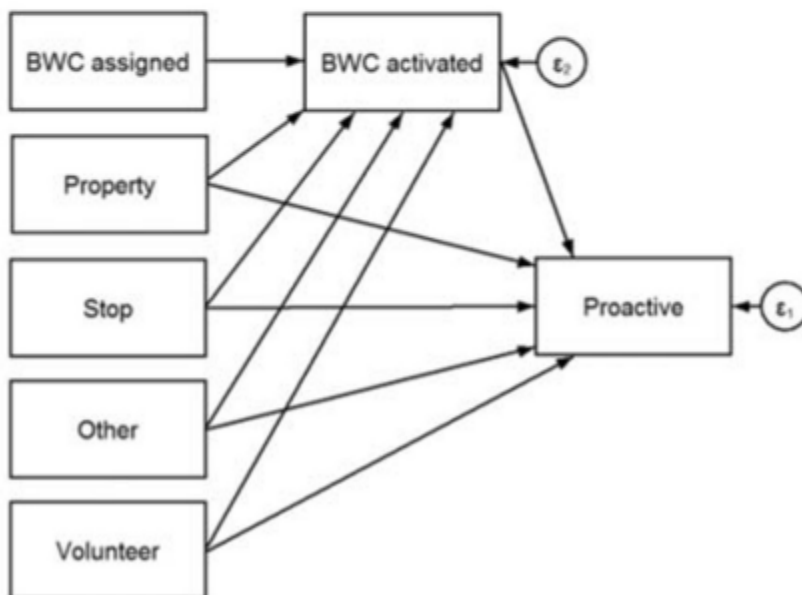 BWC assigned
BWC activated
ε₂
Property
Stop
Proactive
ε₁
Other
Volunteer